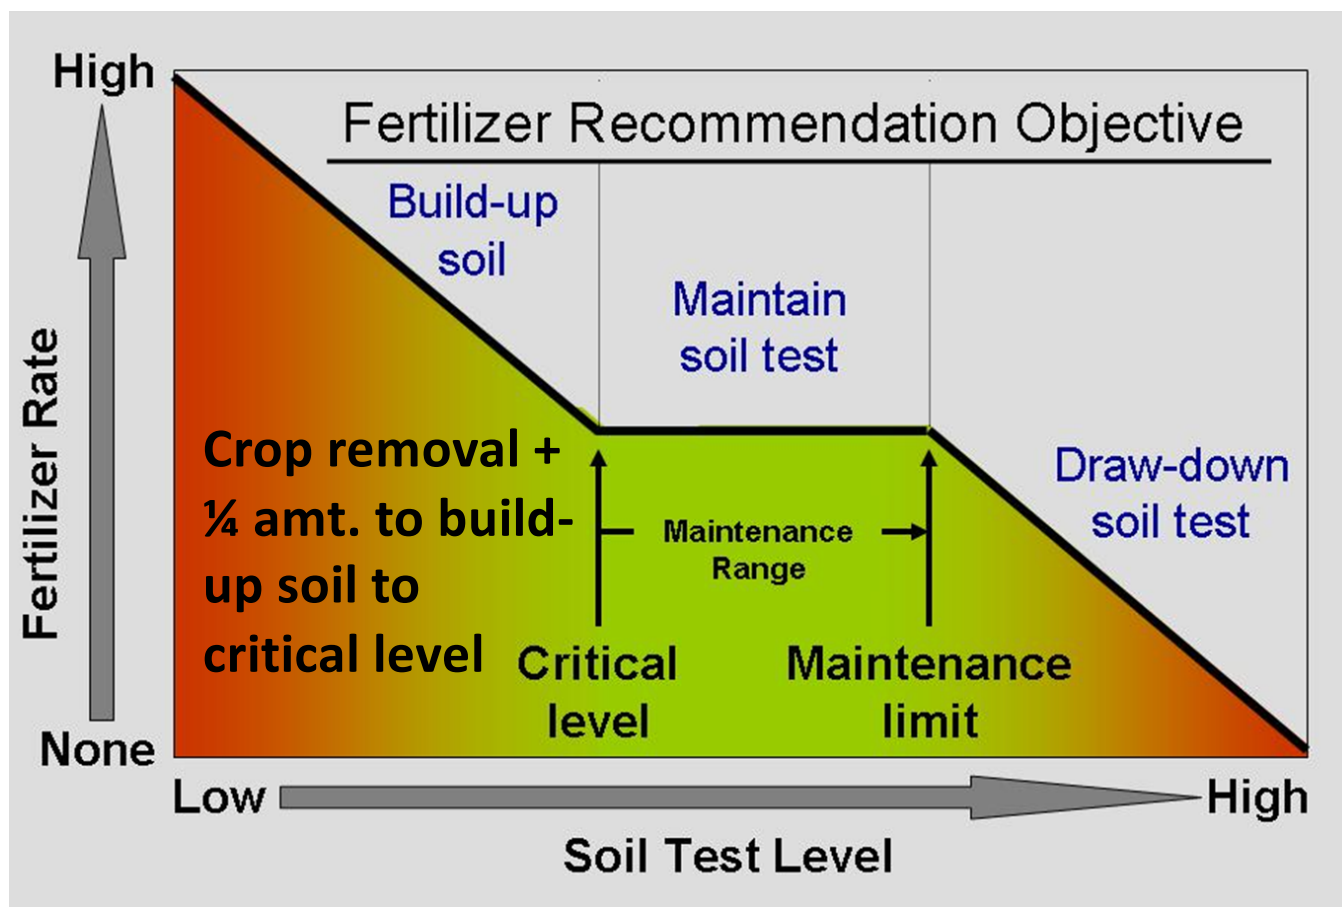 High
Fertilizer Recommendation Objective
Build-up
soil
Maintain
soil test
Draw-down
soil test
Fertilizer Rate
Crop removal +
¼ amt. to build-
up soil to
critical level
Maintenance
Range
Critical
level
Maintenance
limit
None
Low
High
Soil Test Level